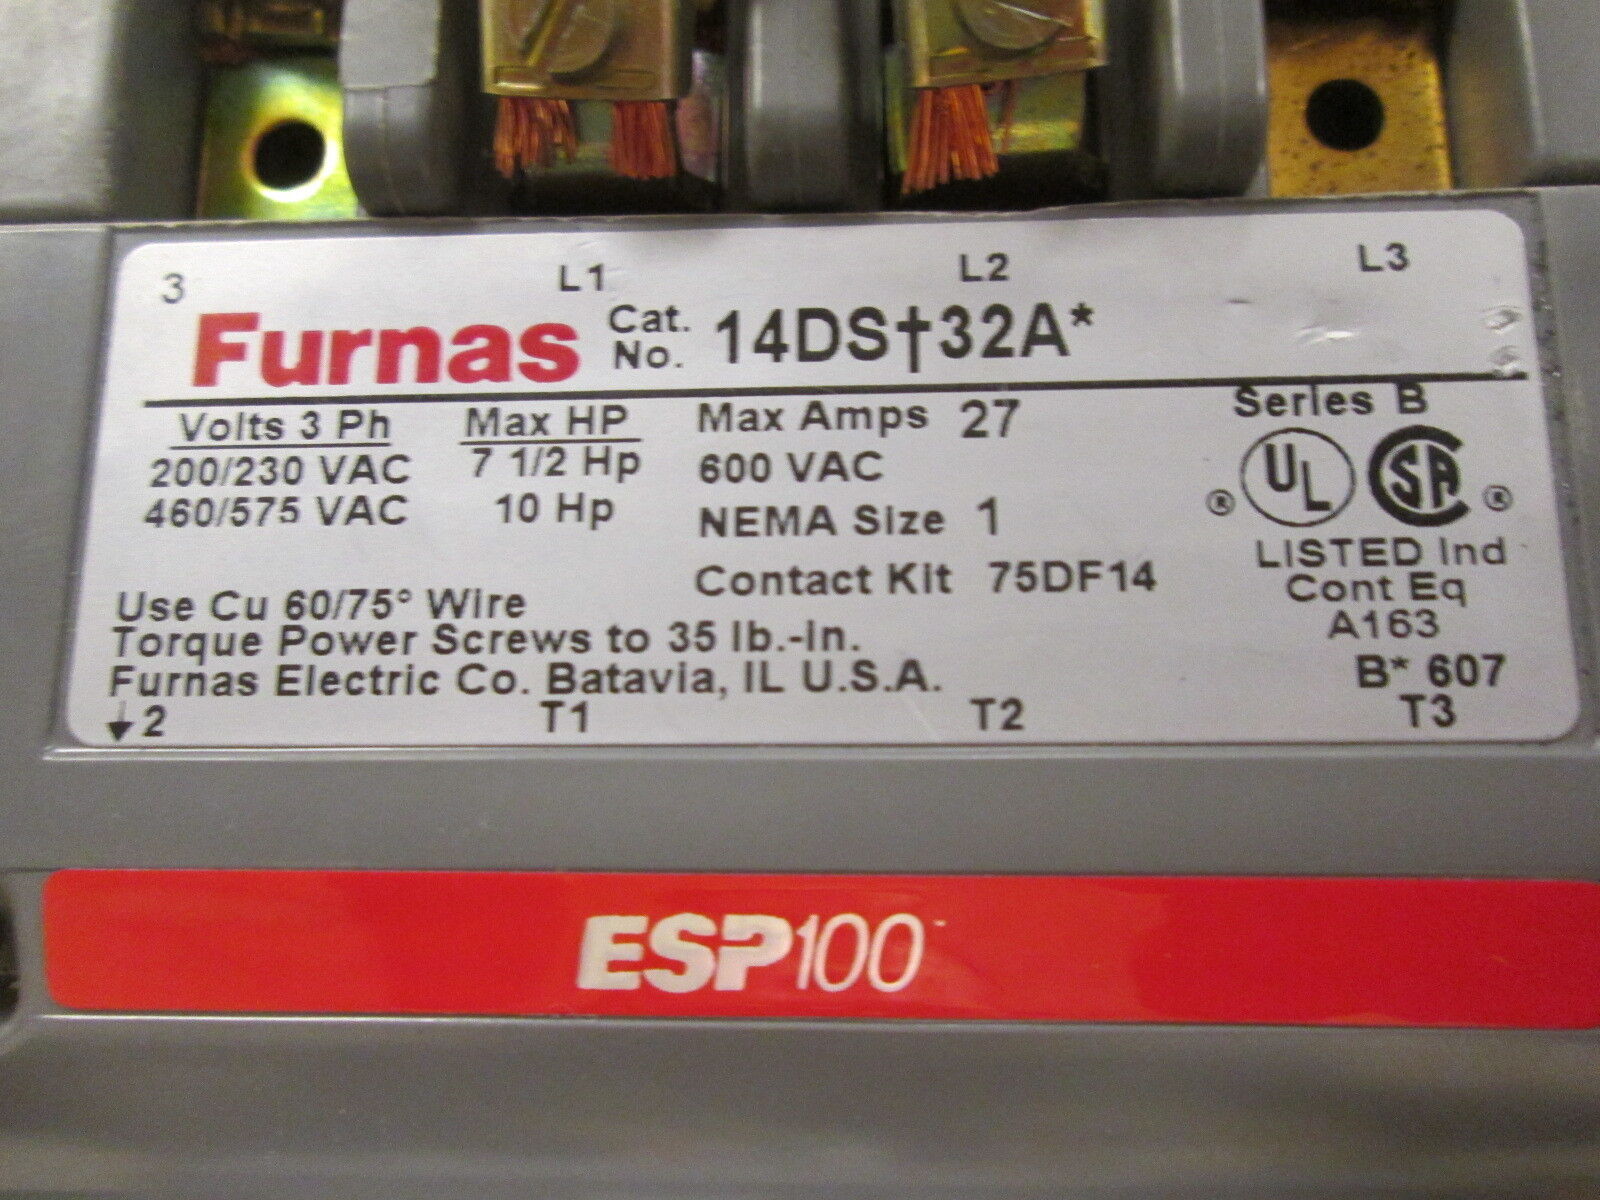 3 L1 L2 L3
Furnas Cat. No. 14DS†32A*
Series B
Volts 3 Ph Max HP Max Amps 27
200/230 VAC 7 1/2 Hp 600 VAC
460/575 VAC 10 Hp NEMA Size 1
UL ® SA ®
LISTED Ind
Cont Eq
A163
Contact Kit 75DF14
Use Cu 60/75° Wire
Torque Power Screws to 35 lb.-in.
Furnas Electric Co. Batavia, IL U.S.A.
B* 607
↓2 T1 T2 T3
ESP100